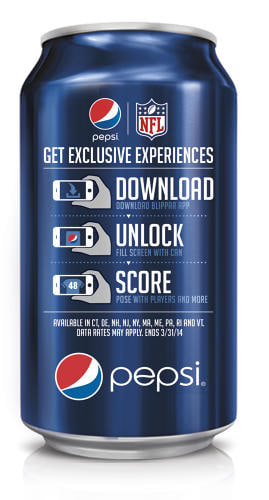 pepsi
NFL
GET EXCLUSIVE EXPERIENCES
DOWNLOAD
DOWNLOAD BLIPPAR APP
UNLOCK
FILL SCREEN WITH CAN
48
SCORE
POSE WITH PLAYERS AND MORE
AVAILABLE IN CT, DE, NH, NJ, NY, MA, ME, PA, RI AND VT.
DATA RATES MAY APPLY. ENDS 3/31/14
pepsi®